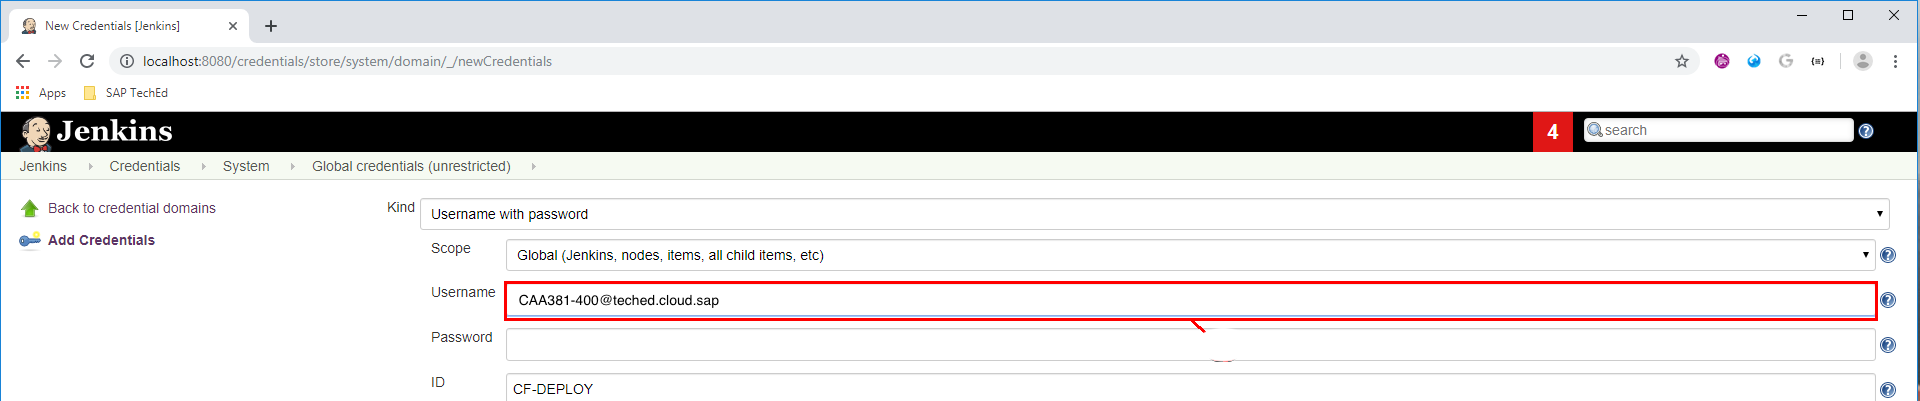 New Credentials [Jenkins]
localhost:8080/credentials/store/system/domain/_/newCredentials
Apps SAP TechEd
Jenkins 4 search
Jenkins Credentials System Global credentials (unrestricted)
Back to credential domains
Add Credentials
Kind Username with password
Scope Global (Jenkins, nodes, items, all child items, etc)
Username CAA381-400@teched.cloud.sap
Password
ID CF-DEPLOY